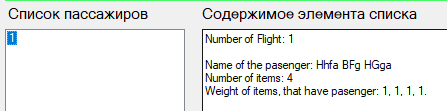 Список пассажиров
Содержимое элемента списка
1
Number of Flight: 1
Name of the pasenger: Hhfa BFg HGga
Number of items: 4
Weight of items, that have pasenger: 1, 1, 1, 1.